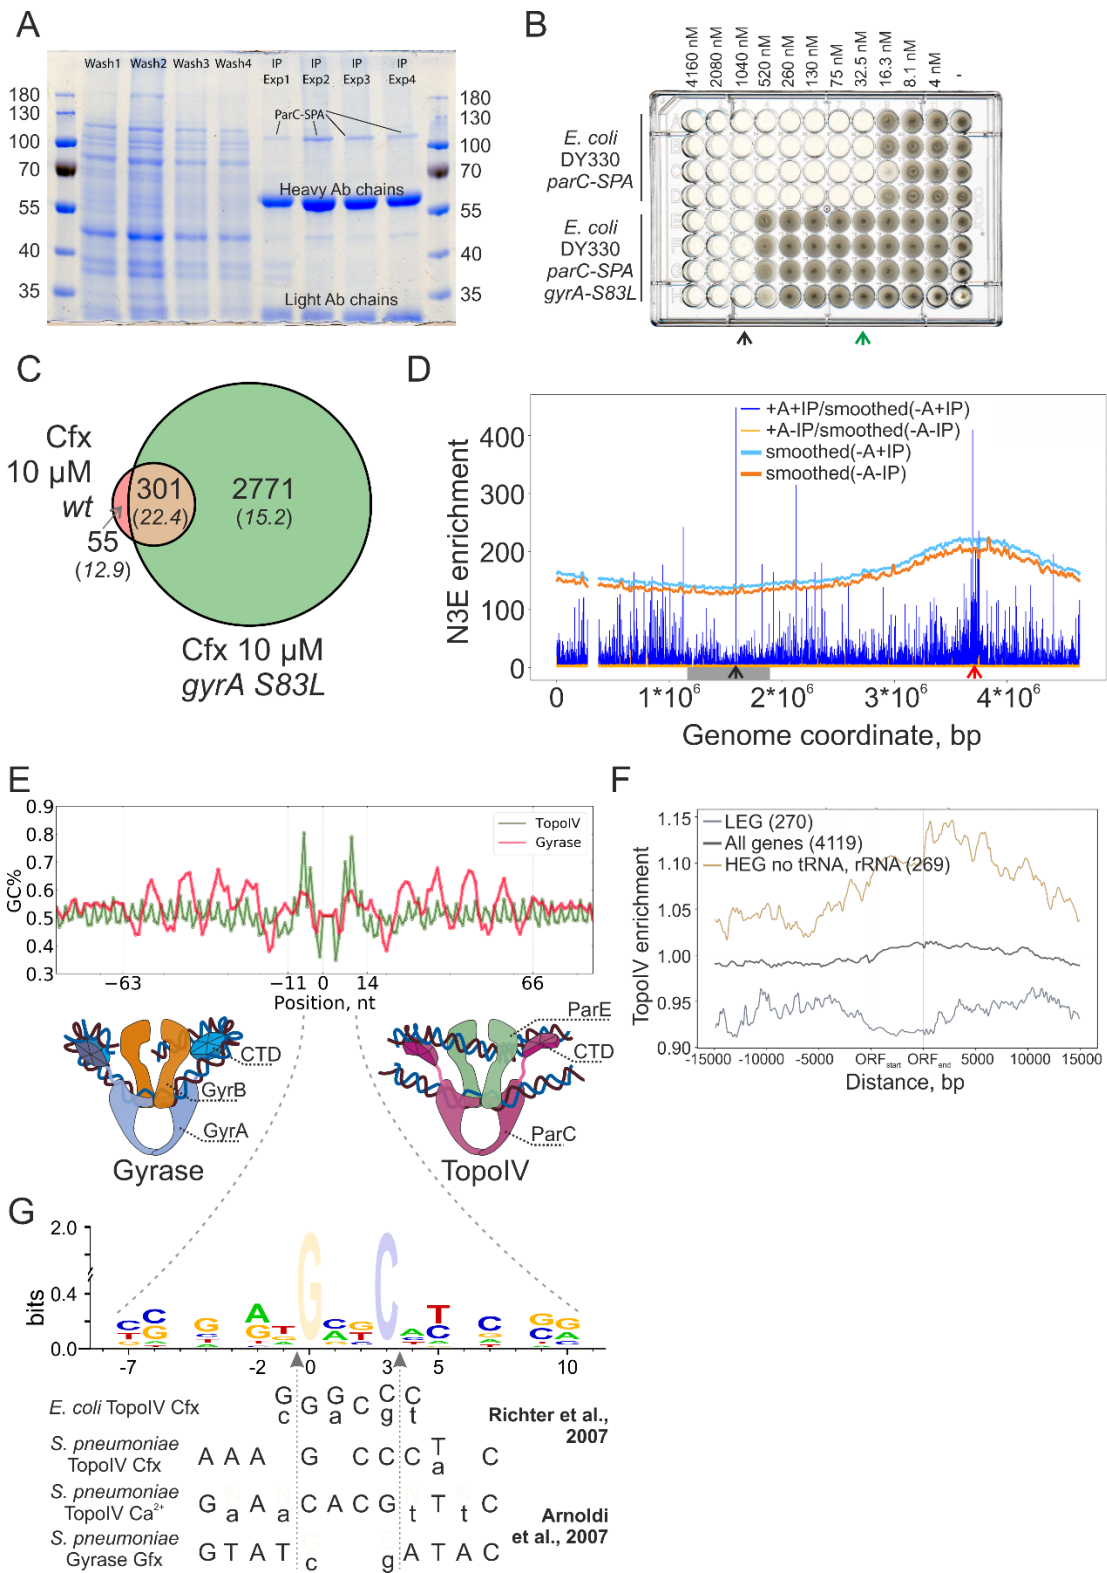 A
Wash1 Wash2 Wash3 Wash4 IP Exp1 IP Exp2 IP Exp3 IP Exp4
ParC-SPA
180
130
100
70
55
40
35
180
130
100
70
55
40
35
Heavy Ab chains
Light Ab chains
B
4160 nM
2080 nM
1040 nM
520 nM
260 nM
130 nM
75 nM
32.5 nM
16.3 nM
8.1 nM
4 nM
-
E. coli
DY330
parC-SPA
E. coli
DY330
parC-SPA
gyrA-S83L
C
Cfx
10 µM
wt
301
(22.4)
2771
(15.2)
55
(12.9)
Cfx 10 µM
gyrA S83L
D
+A+IP/smoothed(-A+IP)
+A-IP/smoothed(-A-IP)
smoothed(-A+IP)
smoothed(-A-IP)
N3E enrichment
400
300
200
100
0
0 1*10⁶ 2*10⁶ 3*10⁶ 4*10⁶
Genome coordinate, bp
E
GC%
0.9
0.8
0.7
0.6
0.5
0.4
0.3
TopoIV
Gyrase
−63 −11 0 14 66
Position, nt
CTD
GyrB
GyrA
Gyrase
ParE
CTD
ParC
TopoIV
F
LEG (270)
All genes (4119)
HEG no tRNA, rRNA (269)
TopoIV enrichment
1.15
1.10
1.05
1.00
0.95
0.90
-15000 -10000 -5000 ORFstart ORFend 5000 10000 15000
Distance, bp
G
bits
2.0
0.4
0.0
-7 -2 0 3 5 10
E. coli TopoIV Cfx
G c G G a C C g C t
Richter et al.,
2007
S. pneumoniae
TopoIV Cfx
A A A G C C C T a C
S. pneumoniae
TopoIV Ca²⁺
G a A a C A C G t T t C
Arnoldi
et al., 2007
S. pneumoniae
Gyrase Gfx
G T A T c g A T A C